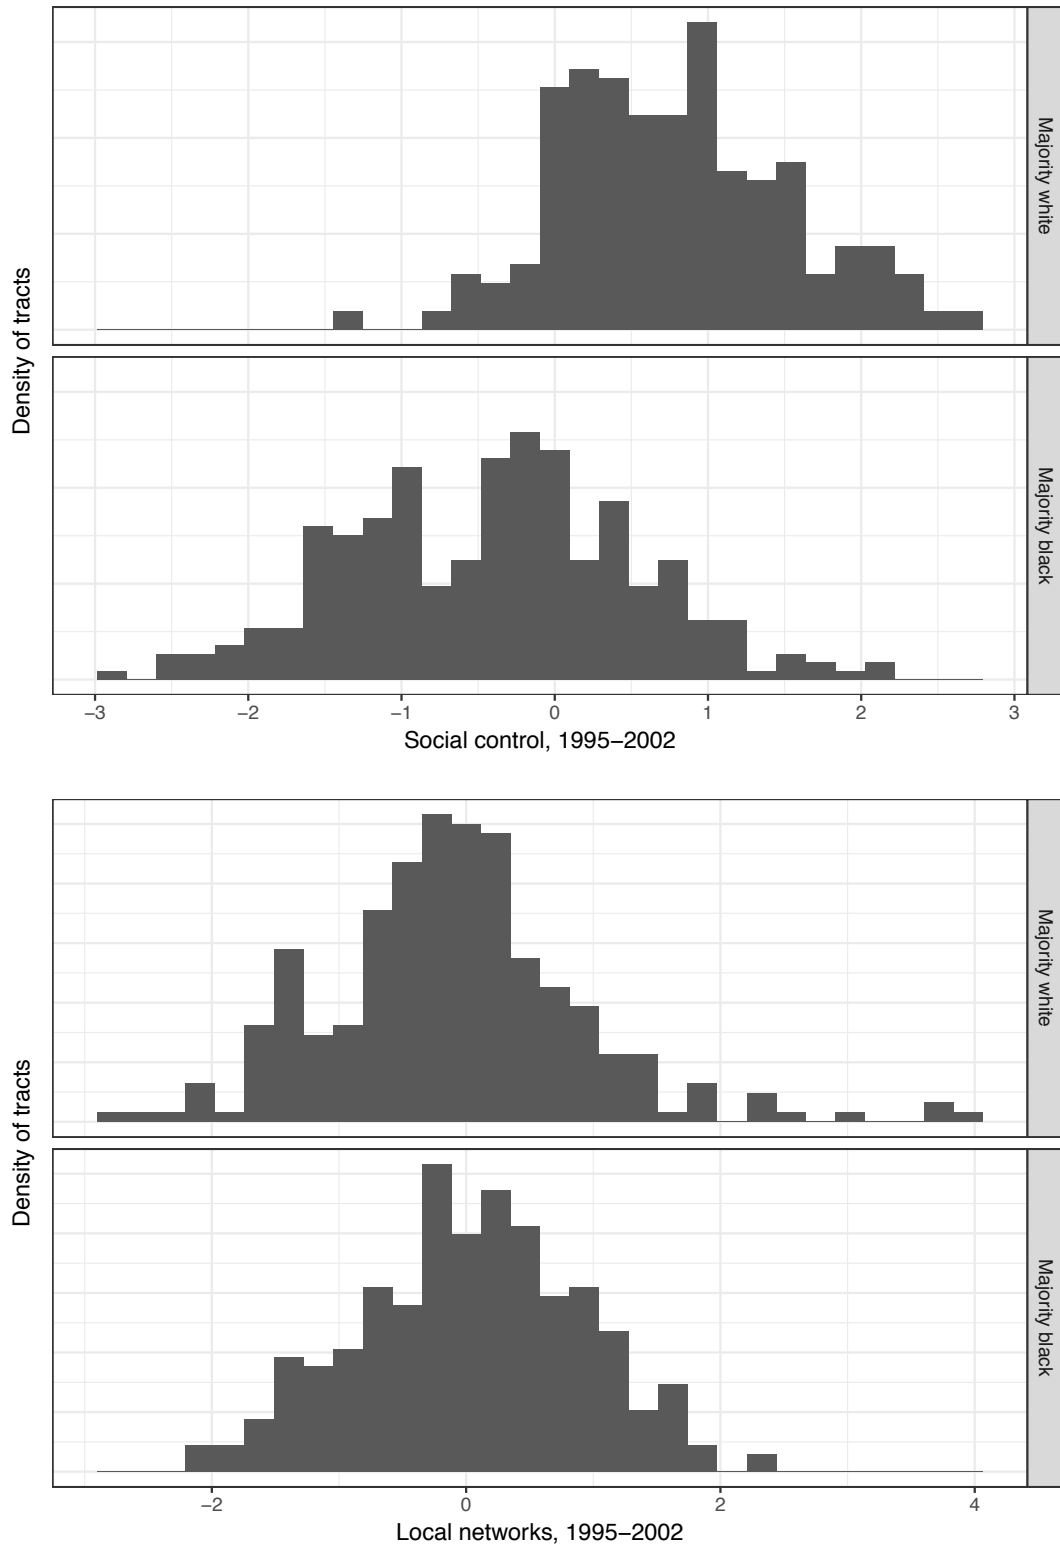 Density of tracts
Majority white
Majority black
−3
−2
−1
0
1
2
3
Social control, 1995−2002
Density of tracts
Majority white
Majority black
−2
0
2
4
Local networks, 1995−2002